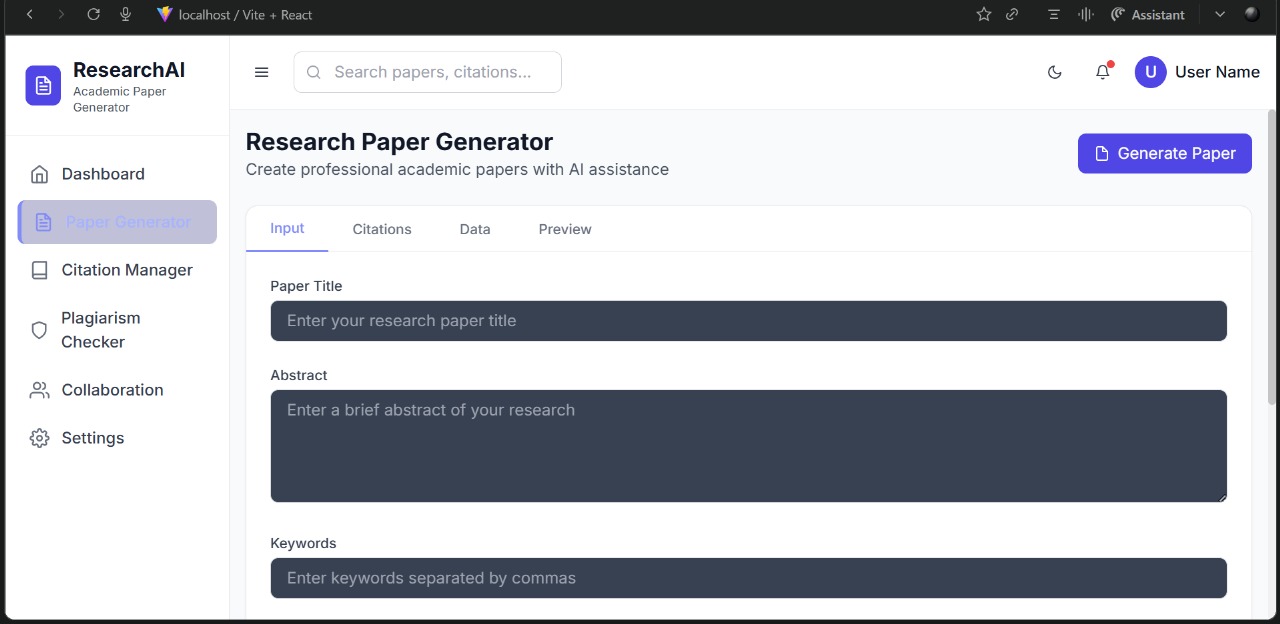 localhost / Vite + React
Assistant
ResearchAI
Academic Paper
Generator
Search papers, citations...
U
User Name
Dashboard
Paper Generator
Citation Manager
Plagiarism
Checker
Collaboration
Settings
Research Paper Generator
Create professional academic papers with AI assistance
Generate Paper
Input
Citations
Data
Preview
Paper Title
Enter your research paper title
Abstract
Enter a brief abstract of your research
Keywords
Enter keywords separated by commas